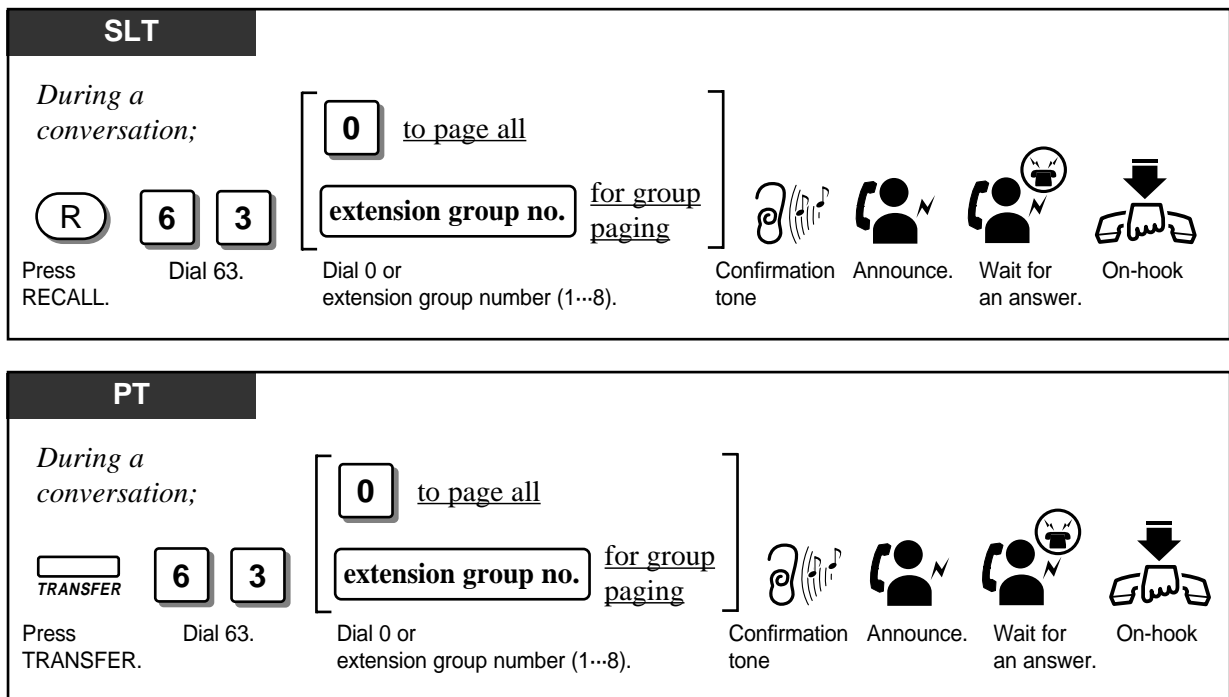 SLT
During a
conversation;
0 to page all
extension group no. for group
paging
R 6 3
Press
RECALL.
Dial 63.
Dial 0 or
extension group number (1···8).
Confirmation
tone
Announce.
Wait for
an answer.
On-hook
PT
During a
conversation;
0 to page all
extension group no. for group
paging
TRANSFER 6 3
Press
TRANSFER.
Dial 63.
Dial 0 or
extension group number (1···8).
Confirmation
tone
Announce.
Wait for
an answer.
On-hook